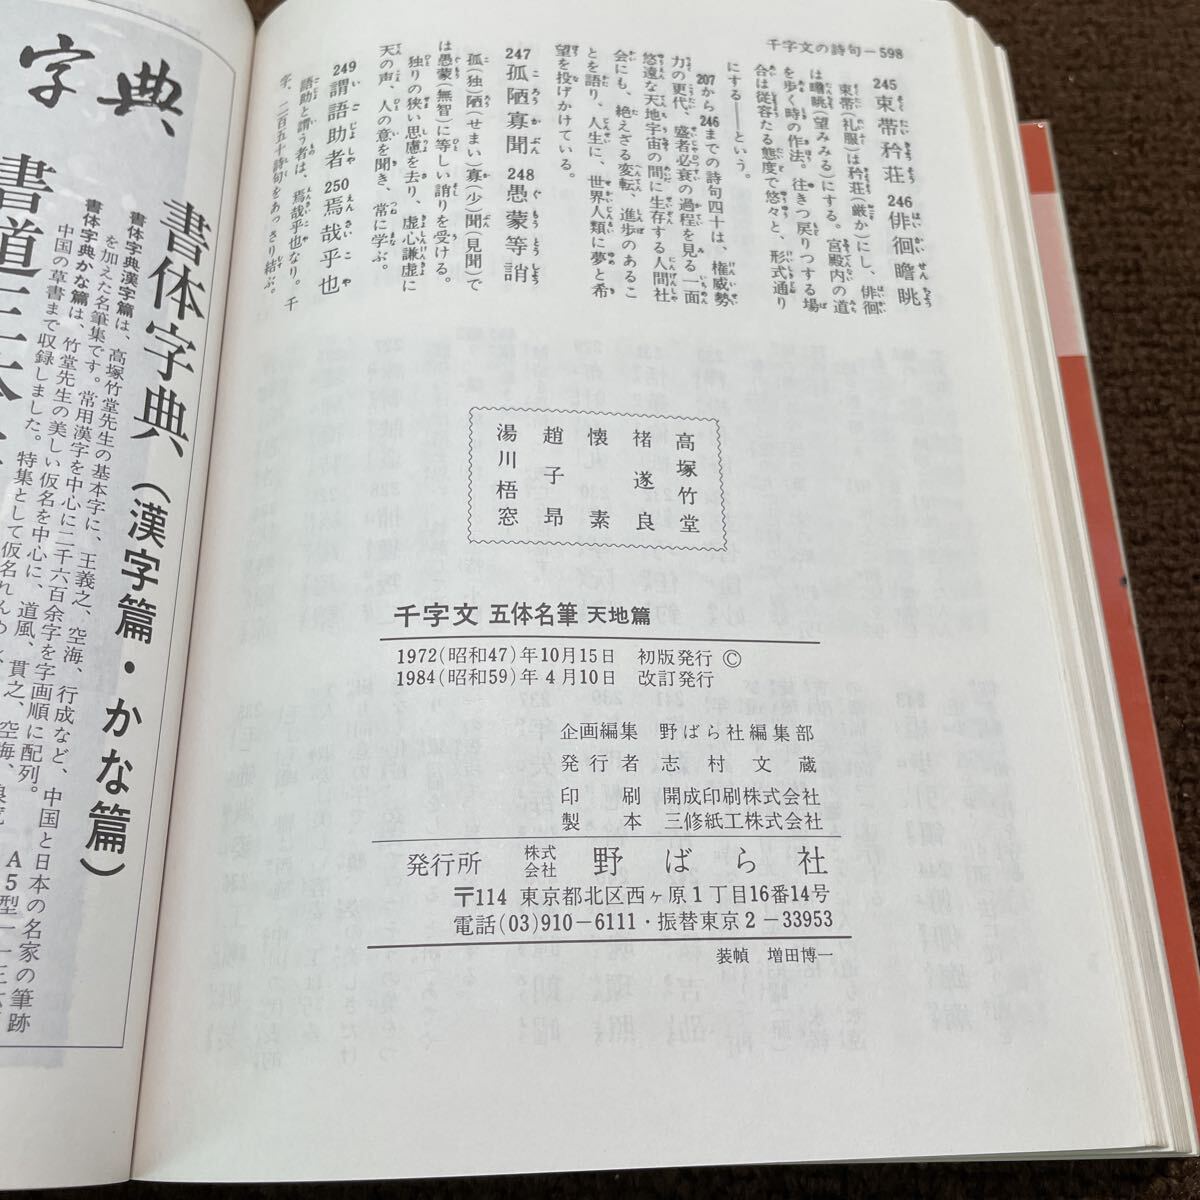 千字文の詩句―598
245 束帯矜荘 246 俳徊瞻眺
束帯(礼服)は矜荘(厳か)にし、俳徊
は瞻眺(望みみる)にする。宮殿内の道
を歩く時の作法。往きつ戻りつする場
合は従容たる態度で悠々と、形式通り
にする――という。
207から246までの詩句四十は、権威勢
力の更代、盛者必衰の過程を見る一面
悠遠な天地宇宙の間に生存する人間社
会にも、絶えざる変転、進歩のあるこ
とを語り、人生に、世界人類に夢と希
望を投げかけている。
247 孤陋寡聞 248 愚蒙等誚
孤(独)陋(せまい)寡(少)聞(見聞)で
は愚蒙(無智)に等しい誚りを受ける。
独りの狭い思慮を去り、虚心謙虚に
天の声、人の意を聞き、常に学ぶ。
249 謂語助者 250 焉哉乎也
語助と謂う者は、焉哉乎也なり。千
字、二百五十詩句をあっさり結ぶ。
高塚竹堂
褚遂良
懐素
趙子昂
湯川梧窓
千字文 五体名筆 天地篇
1972(昭和47)年10月15日 初版発行 ©
1984(昭和59)年4月10日 改訂発行
企画編集 野ばら社編集部
発行者 志村文蔵
印刷 開成印刷株式会社
製本 三修紙工株式会社
発行所 株式会社 野ばら社
〒114 東京都北区西ヶ原1丁目16番14号
電話(03)910-6111・振替東京2-33953
装幀 増田博一
字典
書体字典(漢字篇・かな篇)
書体字典漢字篇は、高塚竹堂先生の基本字に、王義之、空海、行成など、中国と日本の名家の筆跡
を加えた名筆集です。常用漢字を中心に二千六百余字を字画順に配列。
書体字典かな篇は、竹堂先生の美しい仮名を中心に、道風、貫之、空海、
中国の草書まで収録しました。特集として仮名れんめん
A5型
書道